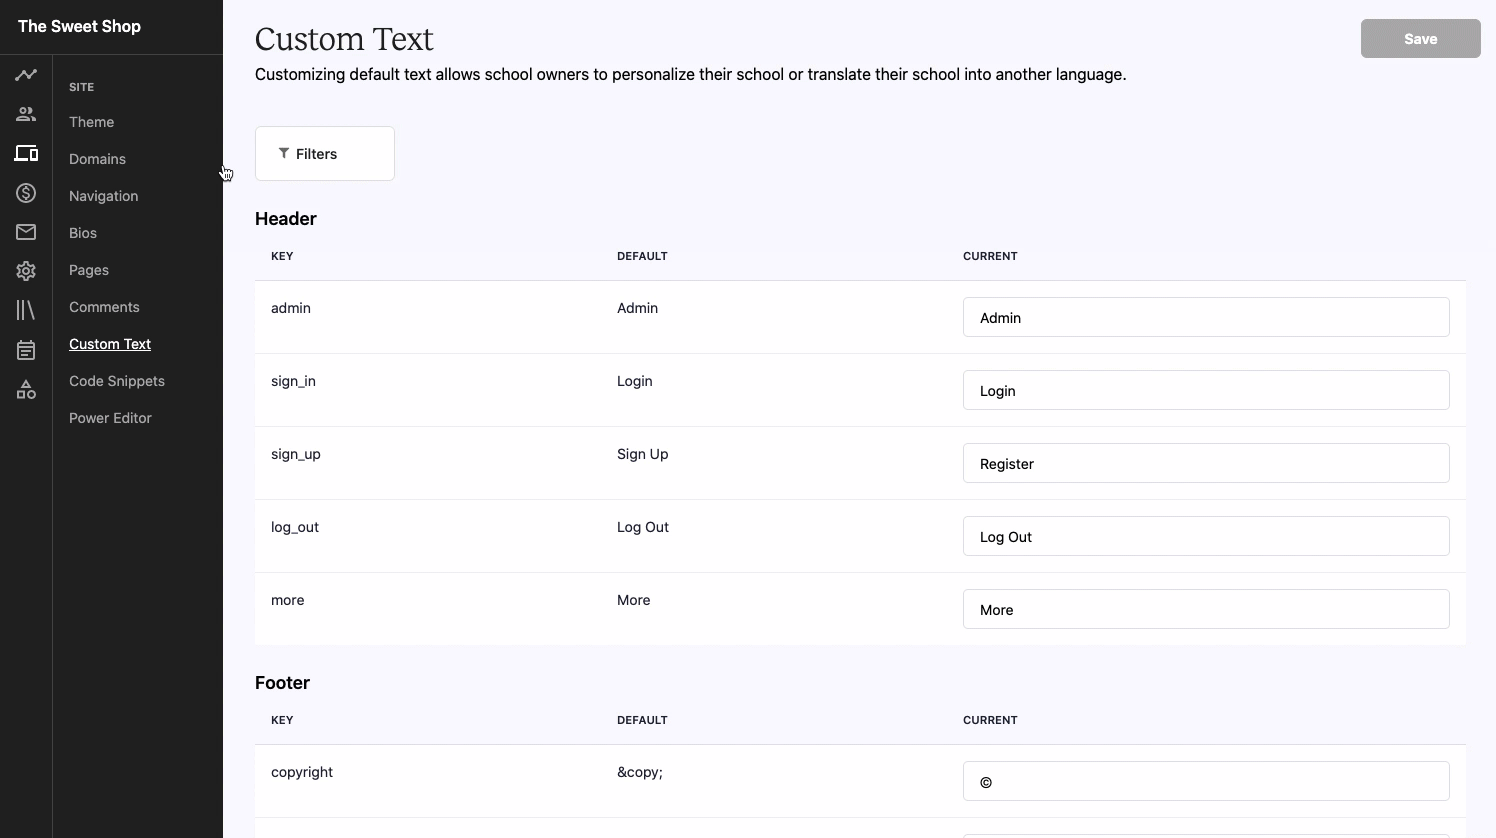 The Sweet Shop
SITE
Theme
Domains
Navigation
Bios
Pages
Comments
Custom Text
Code Snippets
Power Editor
Custom Text
Save
Customizing default text allows school owners to personalize their school or translate their school into another language.
Filters
Header
KEY DEFAULT CURRENT
admin Admin Admin
sign_in Login Login
sign_up Sign Up Register
log_out Log Out Log Out
more More More
Footer
KEY DEFAULT CURRENT
copyright &copy; ©